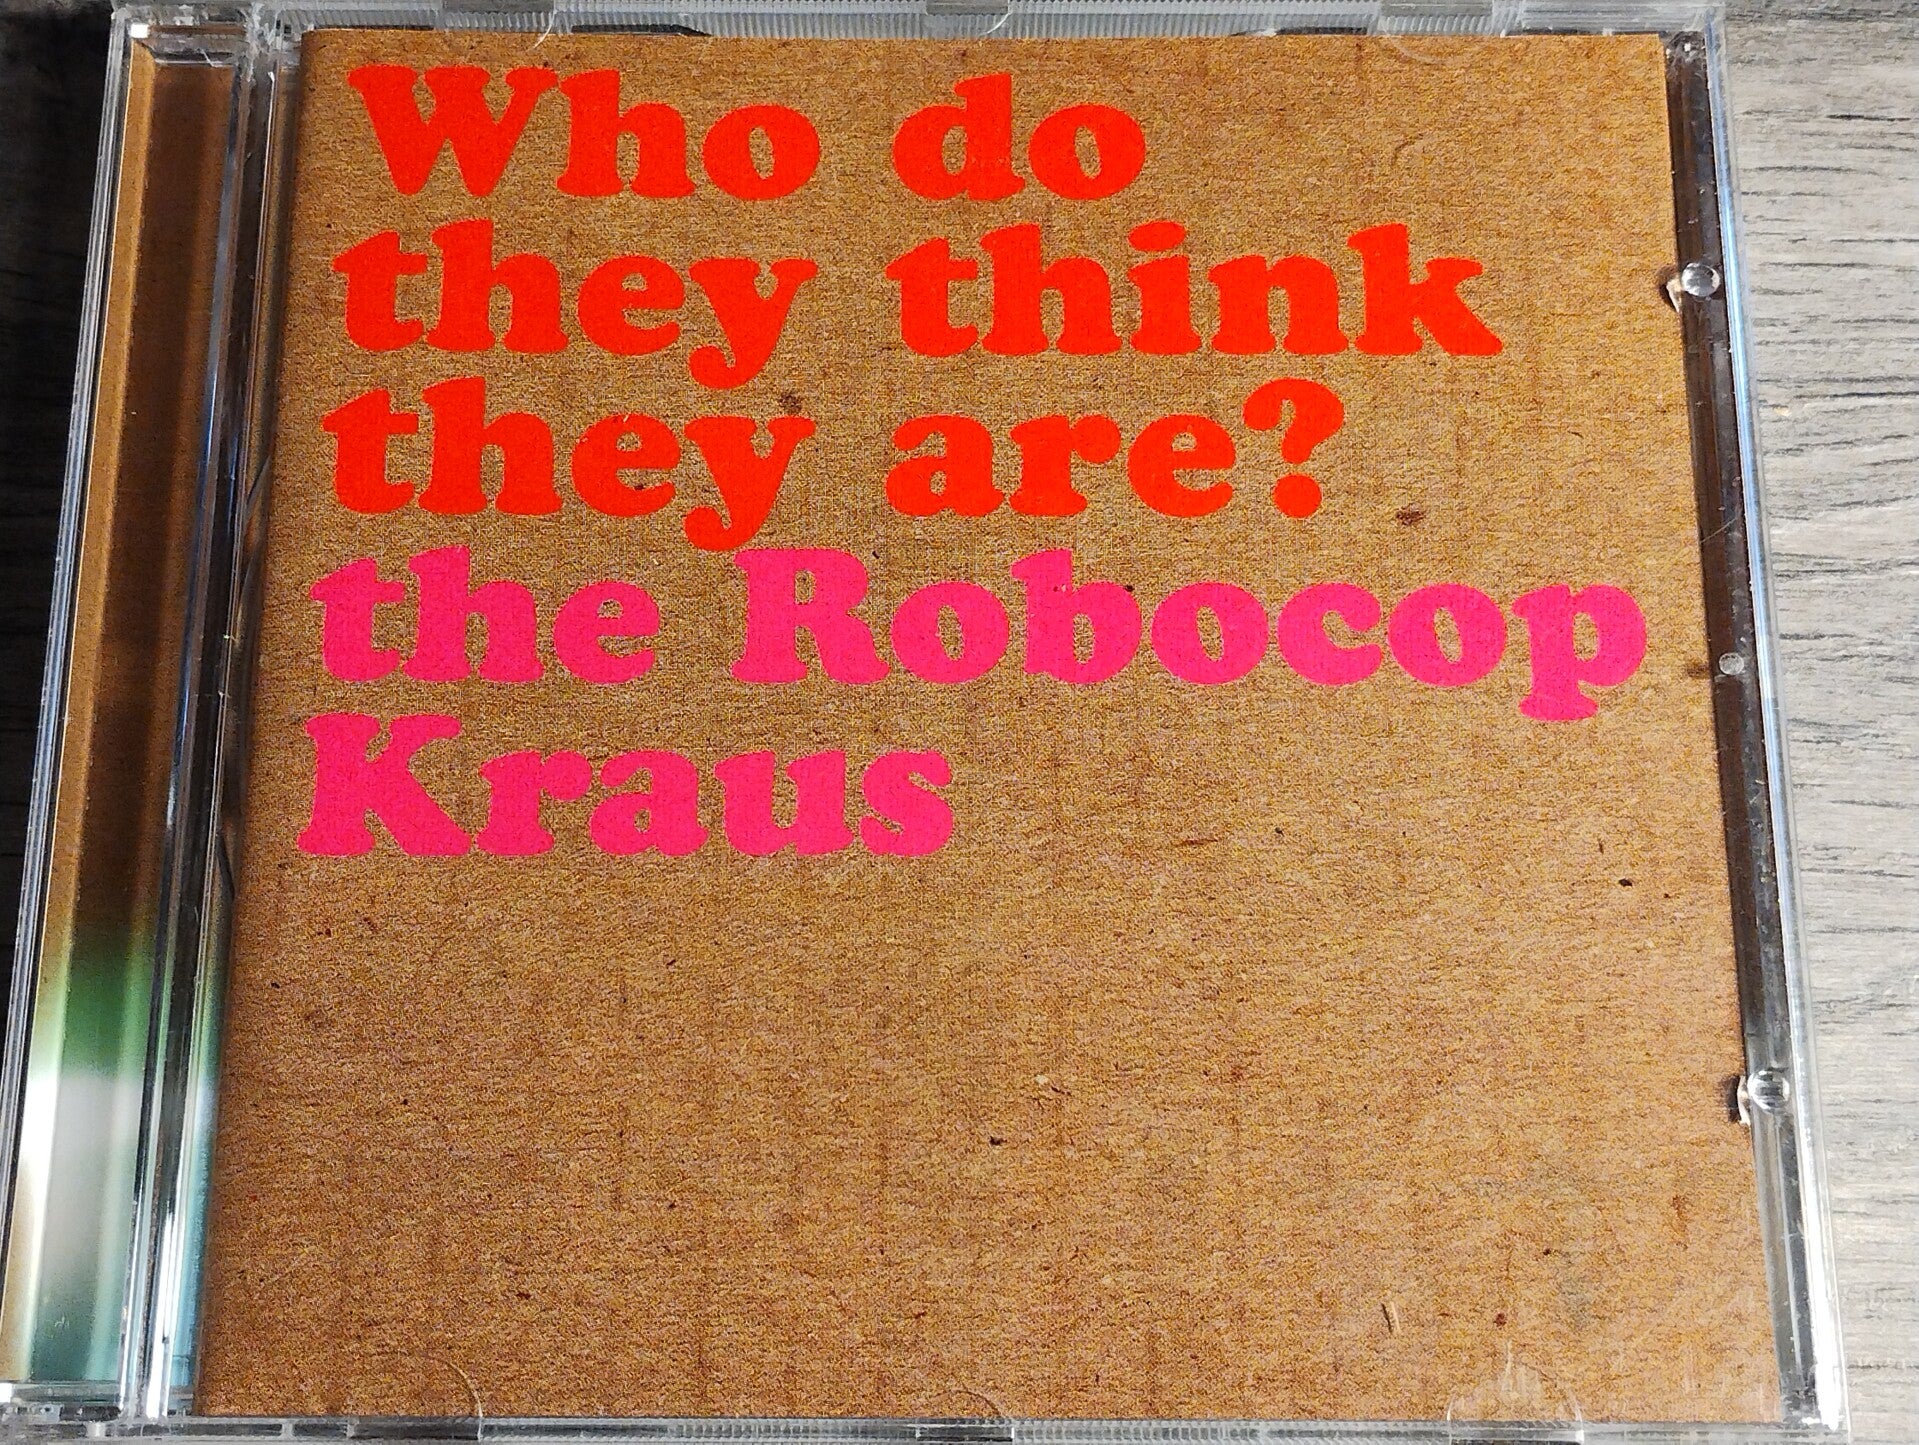 Who do
they think
they are?
the Robocop
Kraus